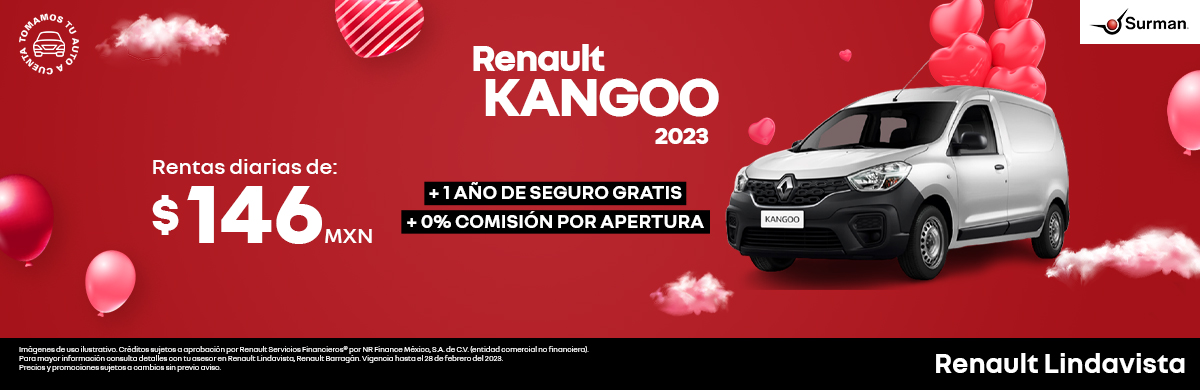 TOMAMOS TU AUTO A CUENTA
Surman
Renault
KANGOO
2023
Rentas diarias de:
$146 MXN
+ 1 AÑO DE SEGURO GRATIS
+ 0% COMISIÓN POR APERTURA
KANGOO
Imágenes de uso ilustrativo. Créditos sujetos a aprobación por Renault Servicios Financieros® por NR Finance México, S.A. de C.V. (entidad comercial no financiera).
Para mayor información consulta detalles con tu asesor en Renault Lindavista, Renault Barragán. Vigencia hasta el 28 de febrero del 2023.
Precios y promociones sujetos a cambios sin previo aviso.
Renault Lindavista